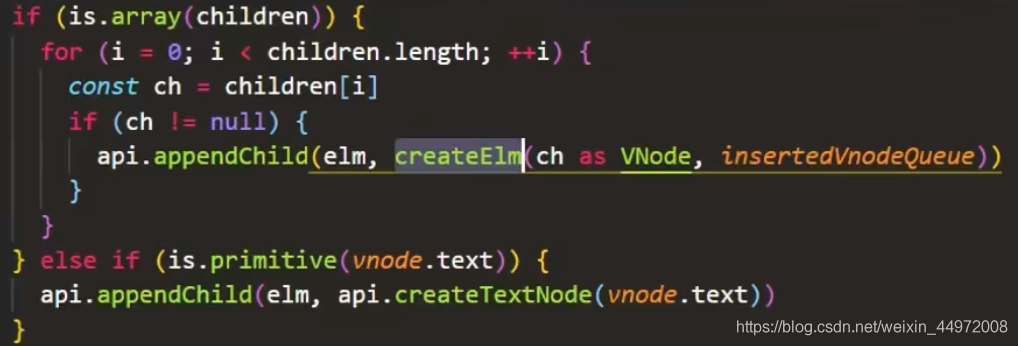 if (is.array(children)) {
for (i = 0; i < children.length; ++i) {
const ch = children[i]
if (ch != null) {
api.appendChild(elm, createElm(ch as VNode, insertedVnodeQueue))
}
}
} else if (is.primitive(vnode.text)) {
api.appendChild(elm, api.createTextNode(vnode.text))
}
https://blog.csdn.net/weixin_44972008